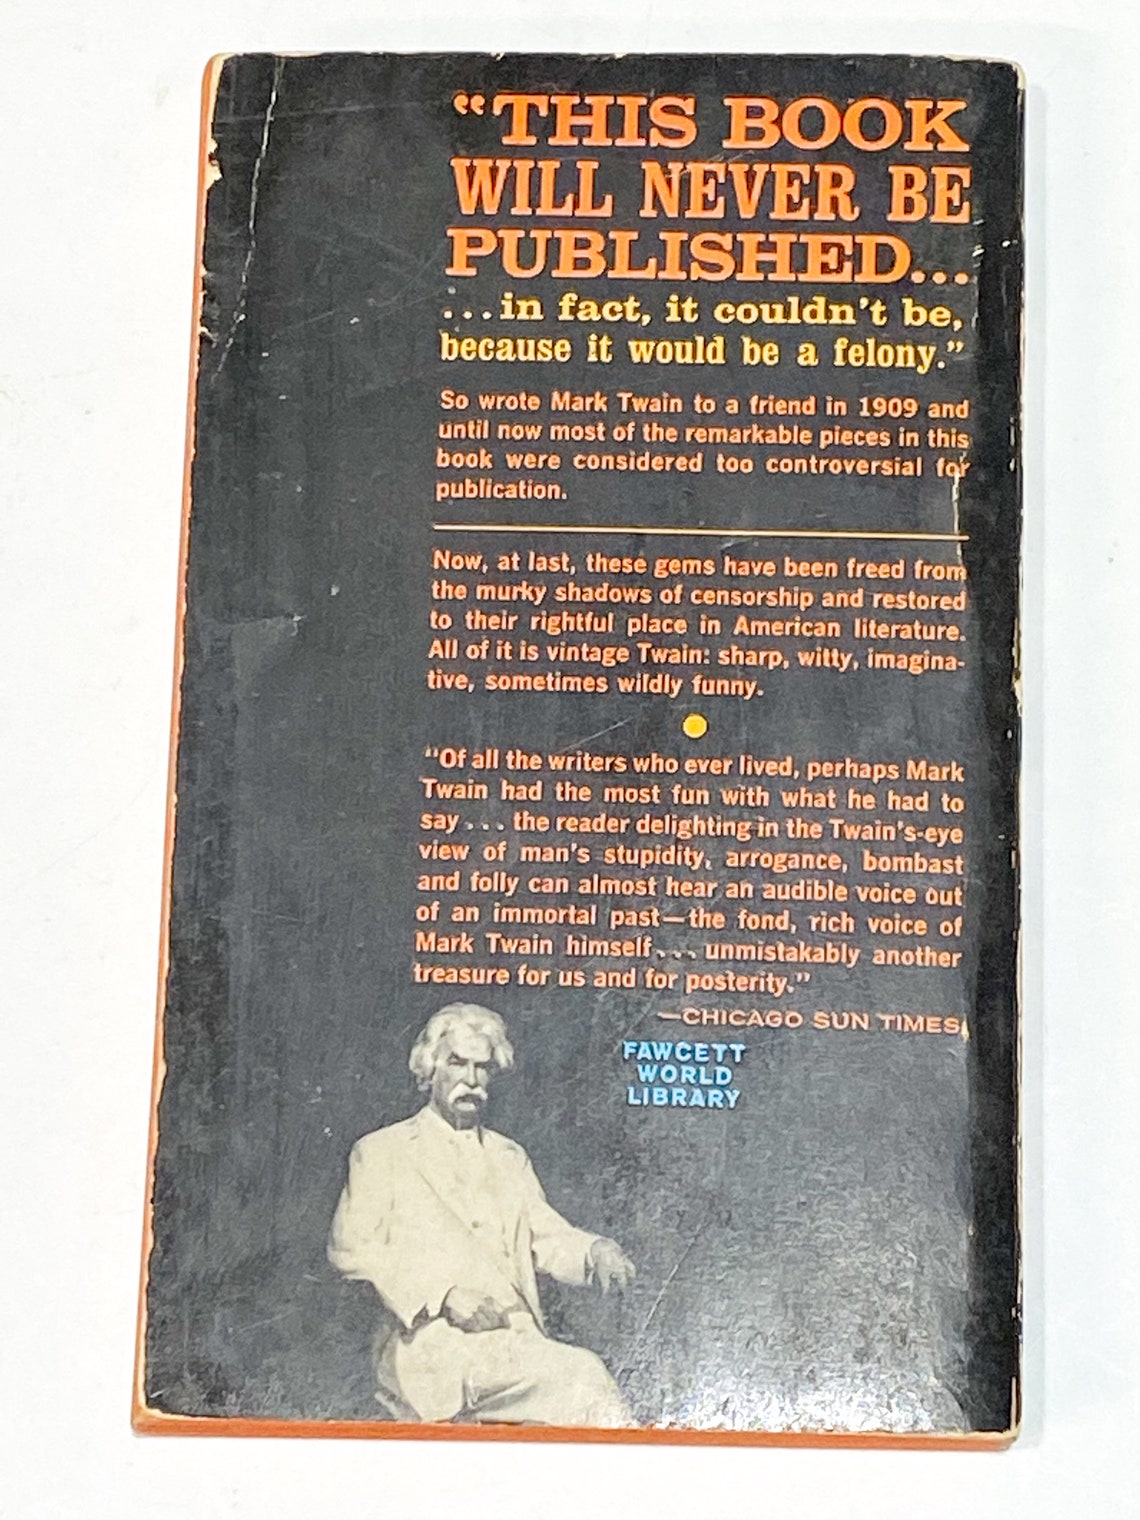 “THIS BOOK
WILL NEVER BE
PUBLISHED...
...in fact, it couldn't be,
because it would be a felony.”
So wrote Mark Twain to a friend in 1909 and
until now most of the remarkable pieces in this
book were considered too controversial for
publication.
Now, at last, these gems have been freed from
the murky shadows of censorship and restored
to their rightful place in American literature.
All of it is vintage Twain: sharp, witty, imagina-
tive, sometimes wildly funny.
"Of all the writers who ever lived, perhaps Mark
Twain had the most fun with what he had to
say... the reader delighting in the Twain's-eye
view of man's stupidity, arrogance, bombast
and folly can almost hear an audible voice out
of an immortal past—the fond, rich voice of
Mark Twain himself... unmistakably another
treasure for us and for posterity."
—CHICAGO SUN TIMES
FAWCETT
WORLD
LIBRARY